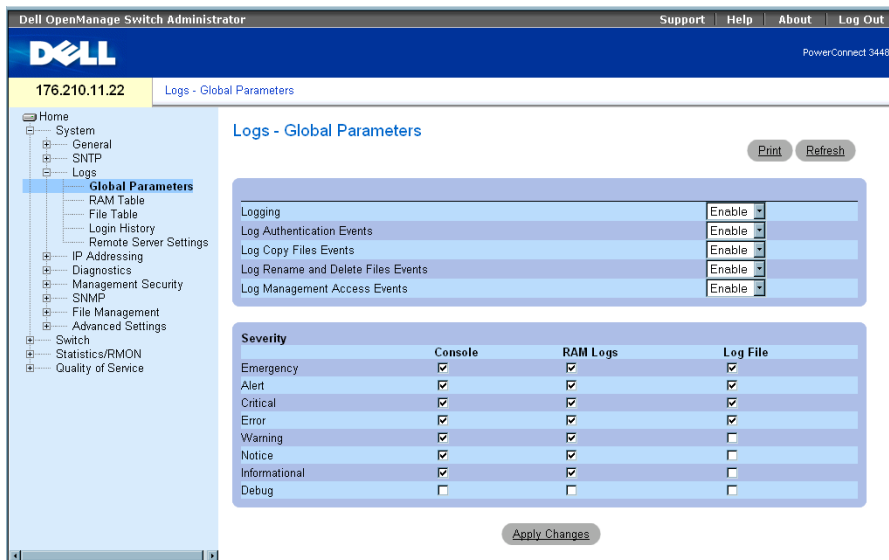 Dell OpenManage Switch Administrator Support Help About Log Out
DELL
PowerConnect 3448
176.210.11.22 Logs - Global Parameters
Home
System
General
SNTP
Logs
Global Parameters
RAM Table
File Table
Login History
Remote Server Settings
IP Addressing
Diagnostics
Management Security
SNMP
File Management
Advanced Settings
Switch
Statistics/RMON
Quality of Service
Logs - Global Parameters
Print Refresh
Logging Enable
Log Authentication Events Enable
Log Copy Files Events Enable
Log Rename and Delete Files Events Enable
Log Management Access Events Enable
Severity
Console RAM Logs Log File
Emergency
Alert
Critical
Error
Warning
Notice
Informational
Debug
Apply Changes